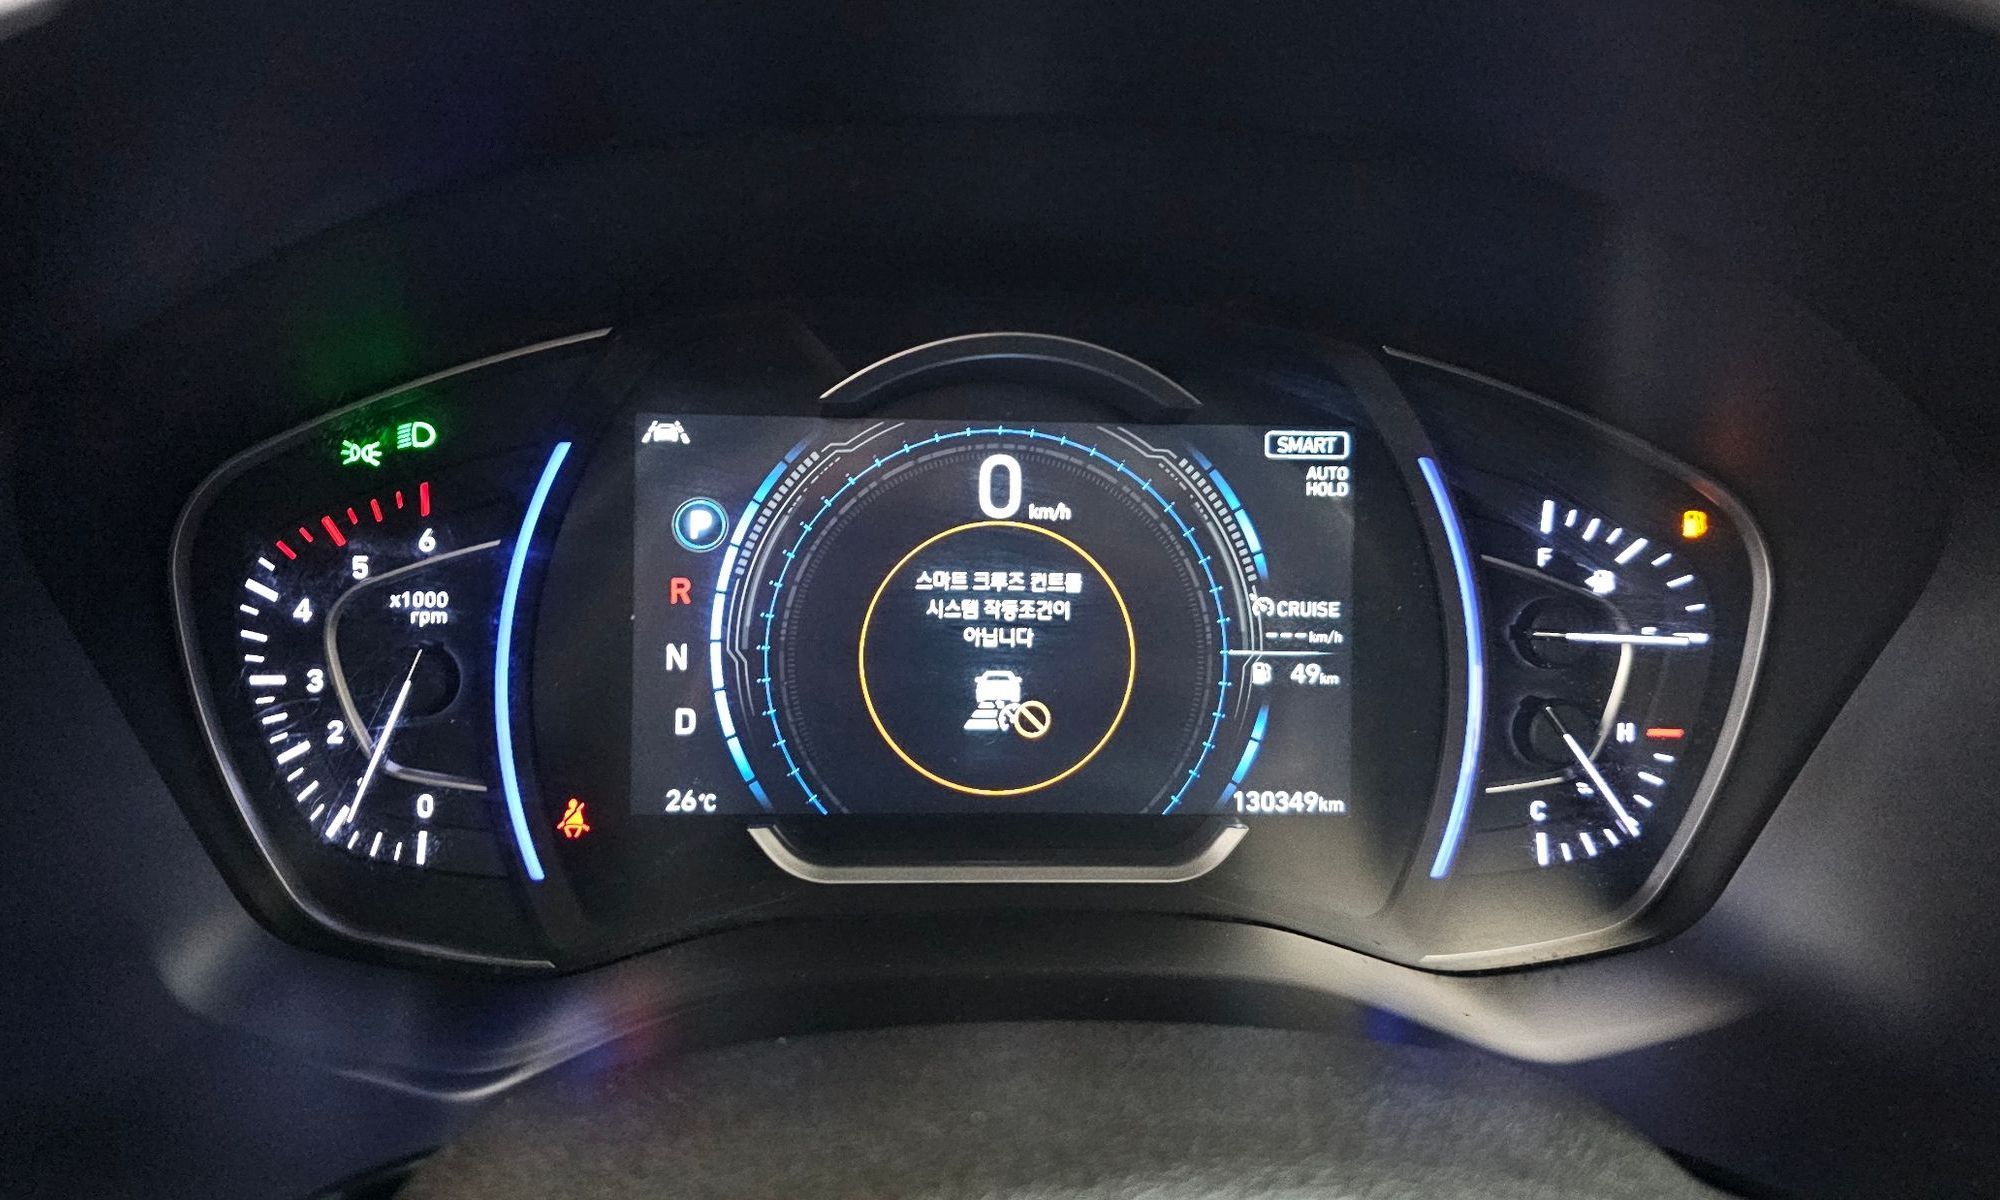 6
5
4
3
2
0
x1000
rpm
P
R
N
D
26°C
0 km/h
스마트 크루즈 컨트롤
시스템 작동조건이
아닙니다
SMART
AUTO
HOLD
CRUISE
---km/h
49km
130349km
F
H
C